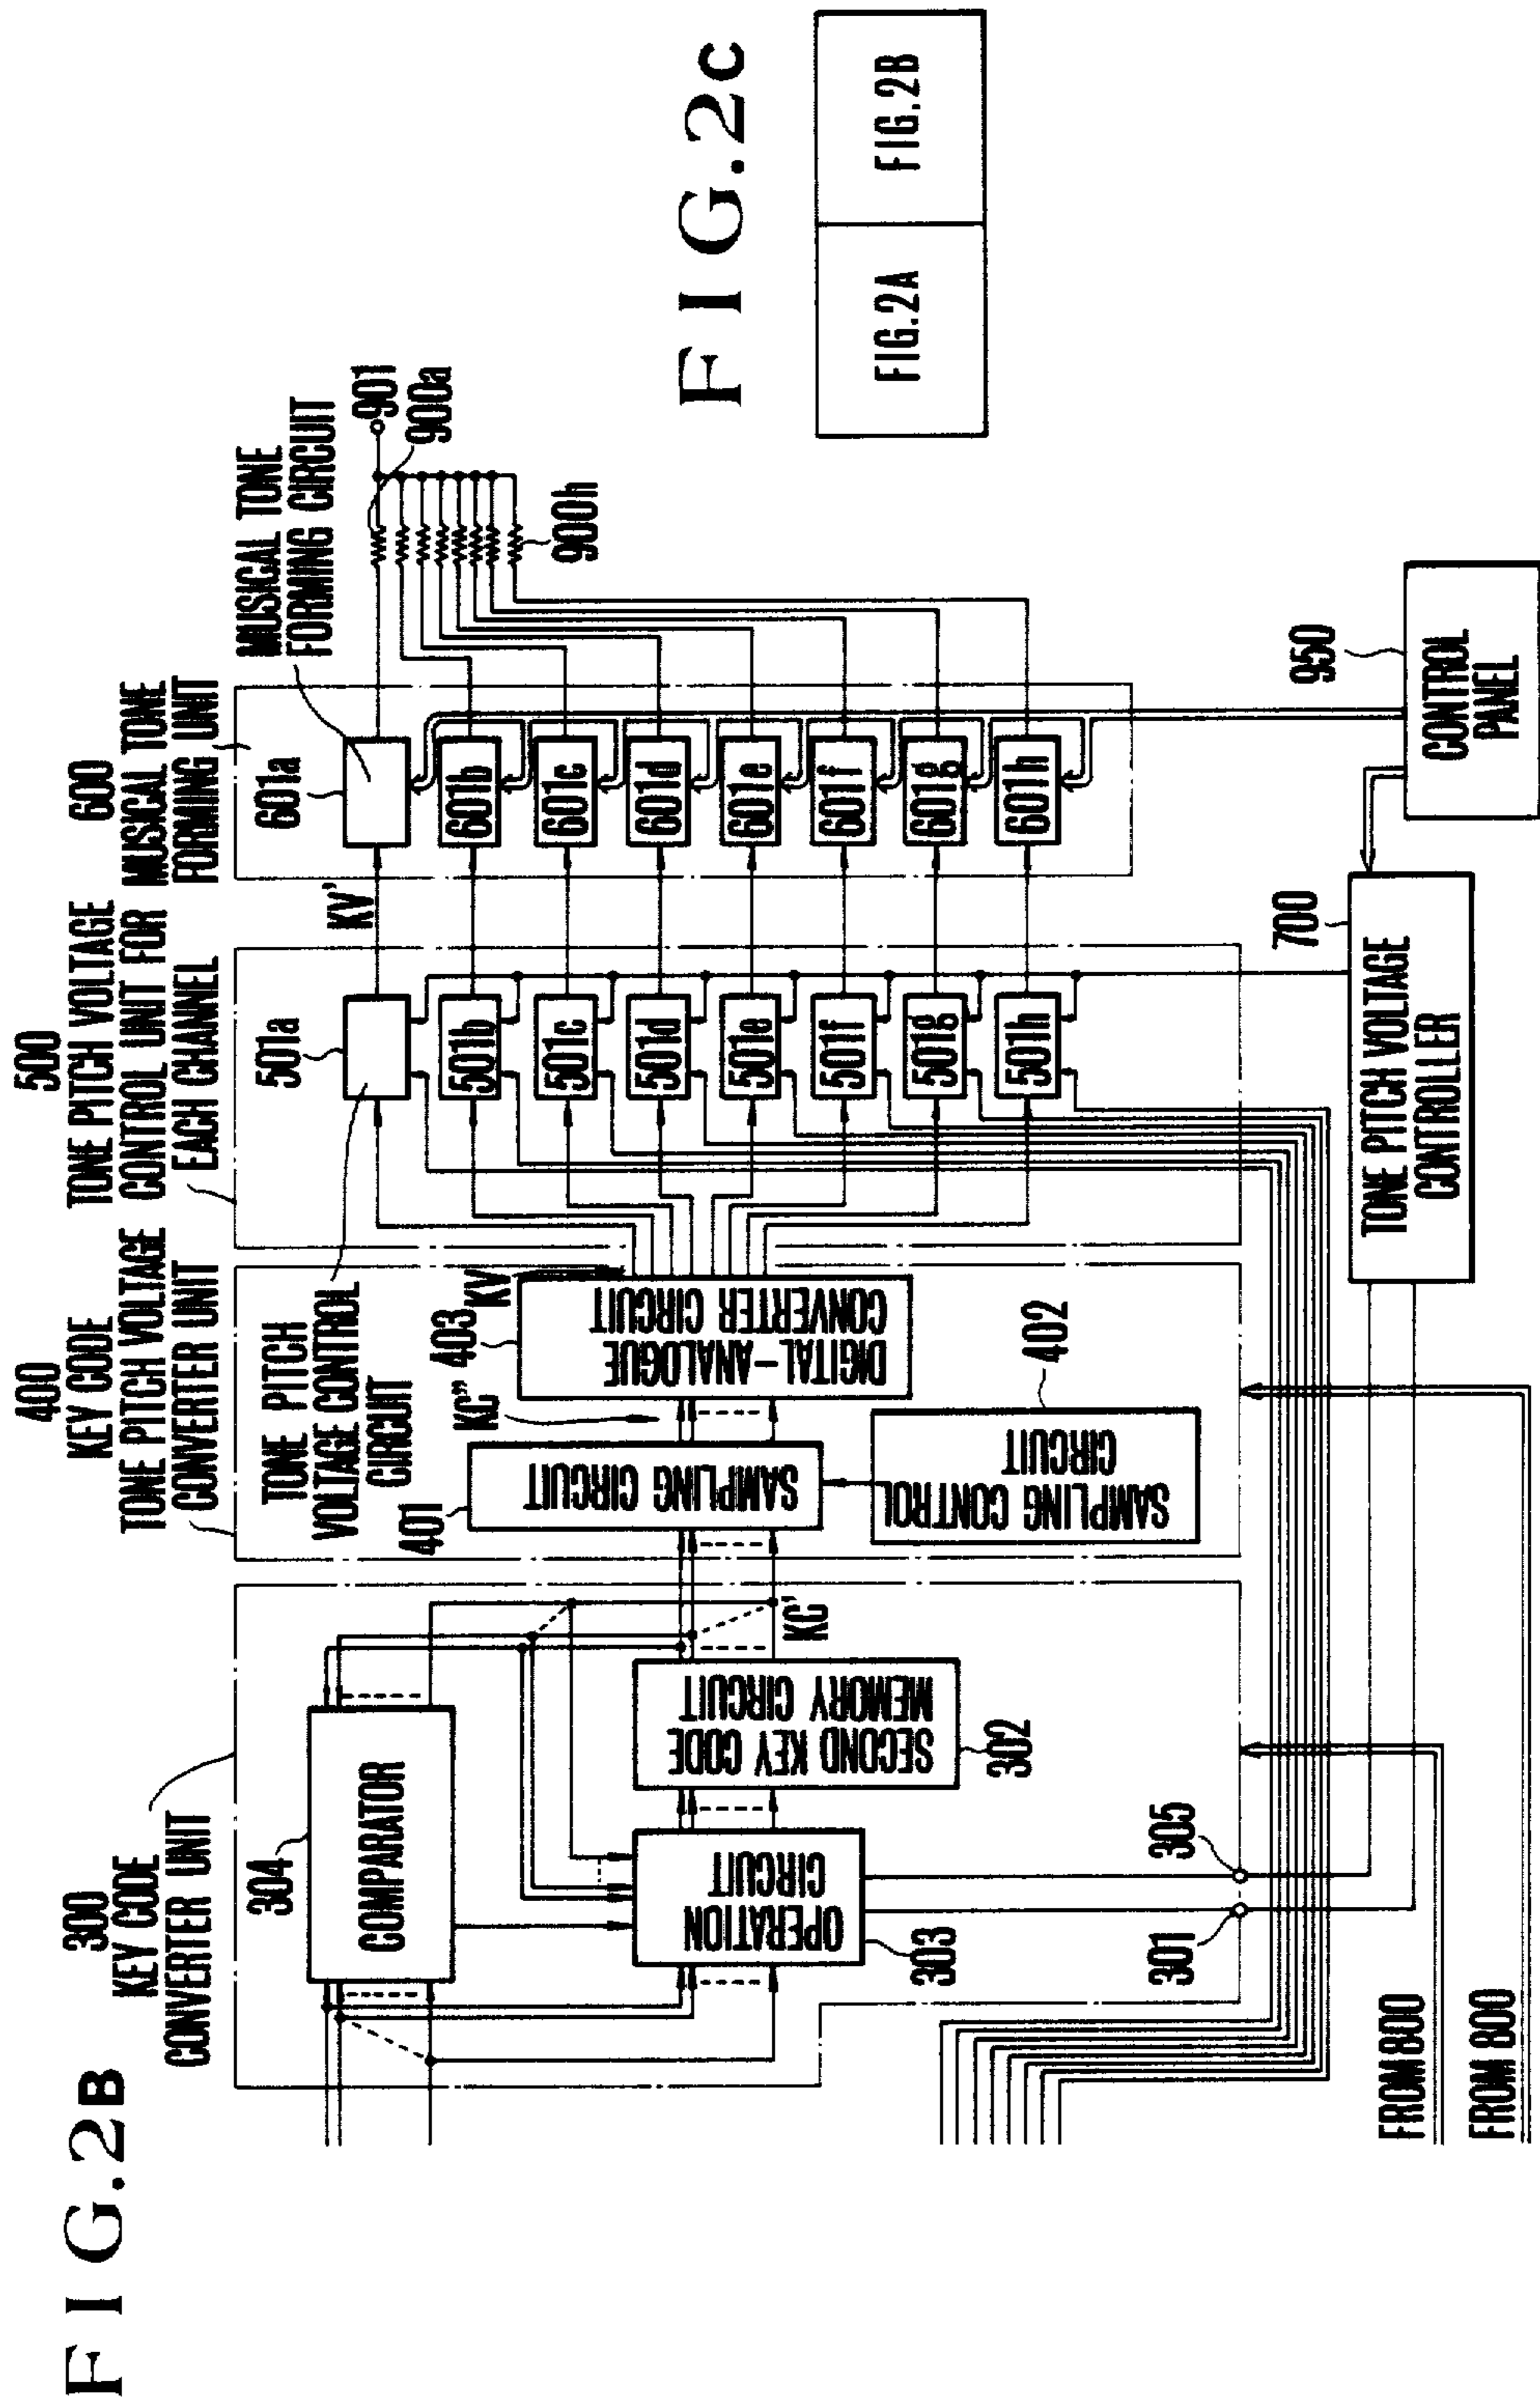 FIG.2B
300
KEY CODE
CONVERTER UNIT
304
COMPARATOR
OPERATION
CIRCUIT
303
SECOND KEY CODE
MEMORY CIRCUIT
302
KC'
301
305
400
KEY CODE
TONE PITCH VOLTAGE
CONVERTER UNIT
401
SAMPLING CIRCUIT
KC"
403
DIGITAL-ANALOGUE
CONVERTER CIRCUIT
KV
SAMPLING CONTROL
CIRCUIT
402
TONE PITCH
VOLTAGE CONTROL
CIRCUIT
500
TONE PITCH VOLTAGE
CONTROL UNIT FOR
EACH CHANNEL
501a
501b
501c
501d
501e
501f
501g
501h
KV'
600
MUSICAL TONE
FORMING UNIT
601a
601b
601c
601d
601e
601f
601g
601h
MUSICAL TONE
FORMING CIRCUIT
901
900a
900h
700
TONE PITCH VOLTAGE
CONTROLLER
950
CONTROL
PANEL
FROM 800
FROM 800
FIG.2C
FIG.2A
FIG.2B